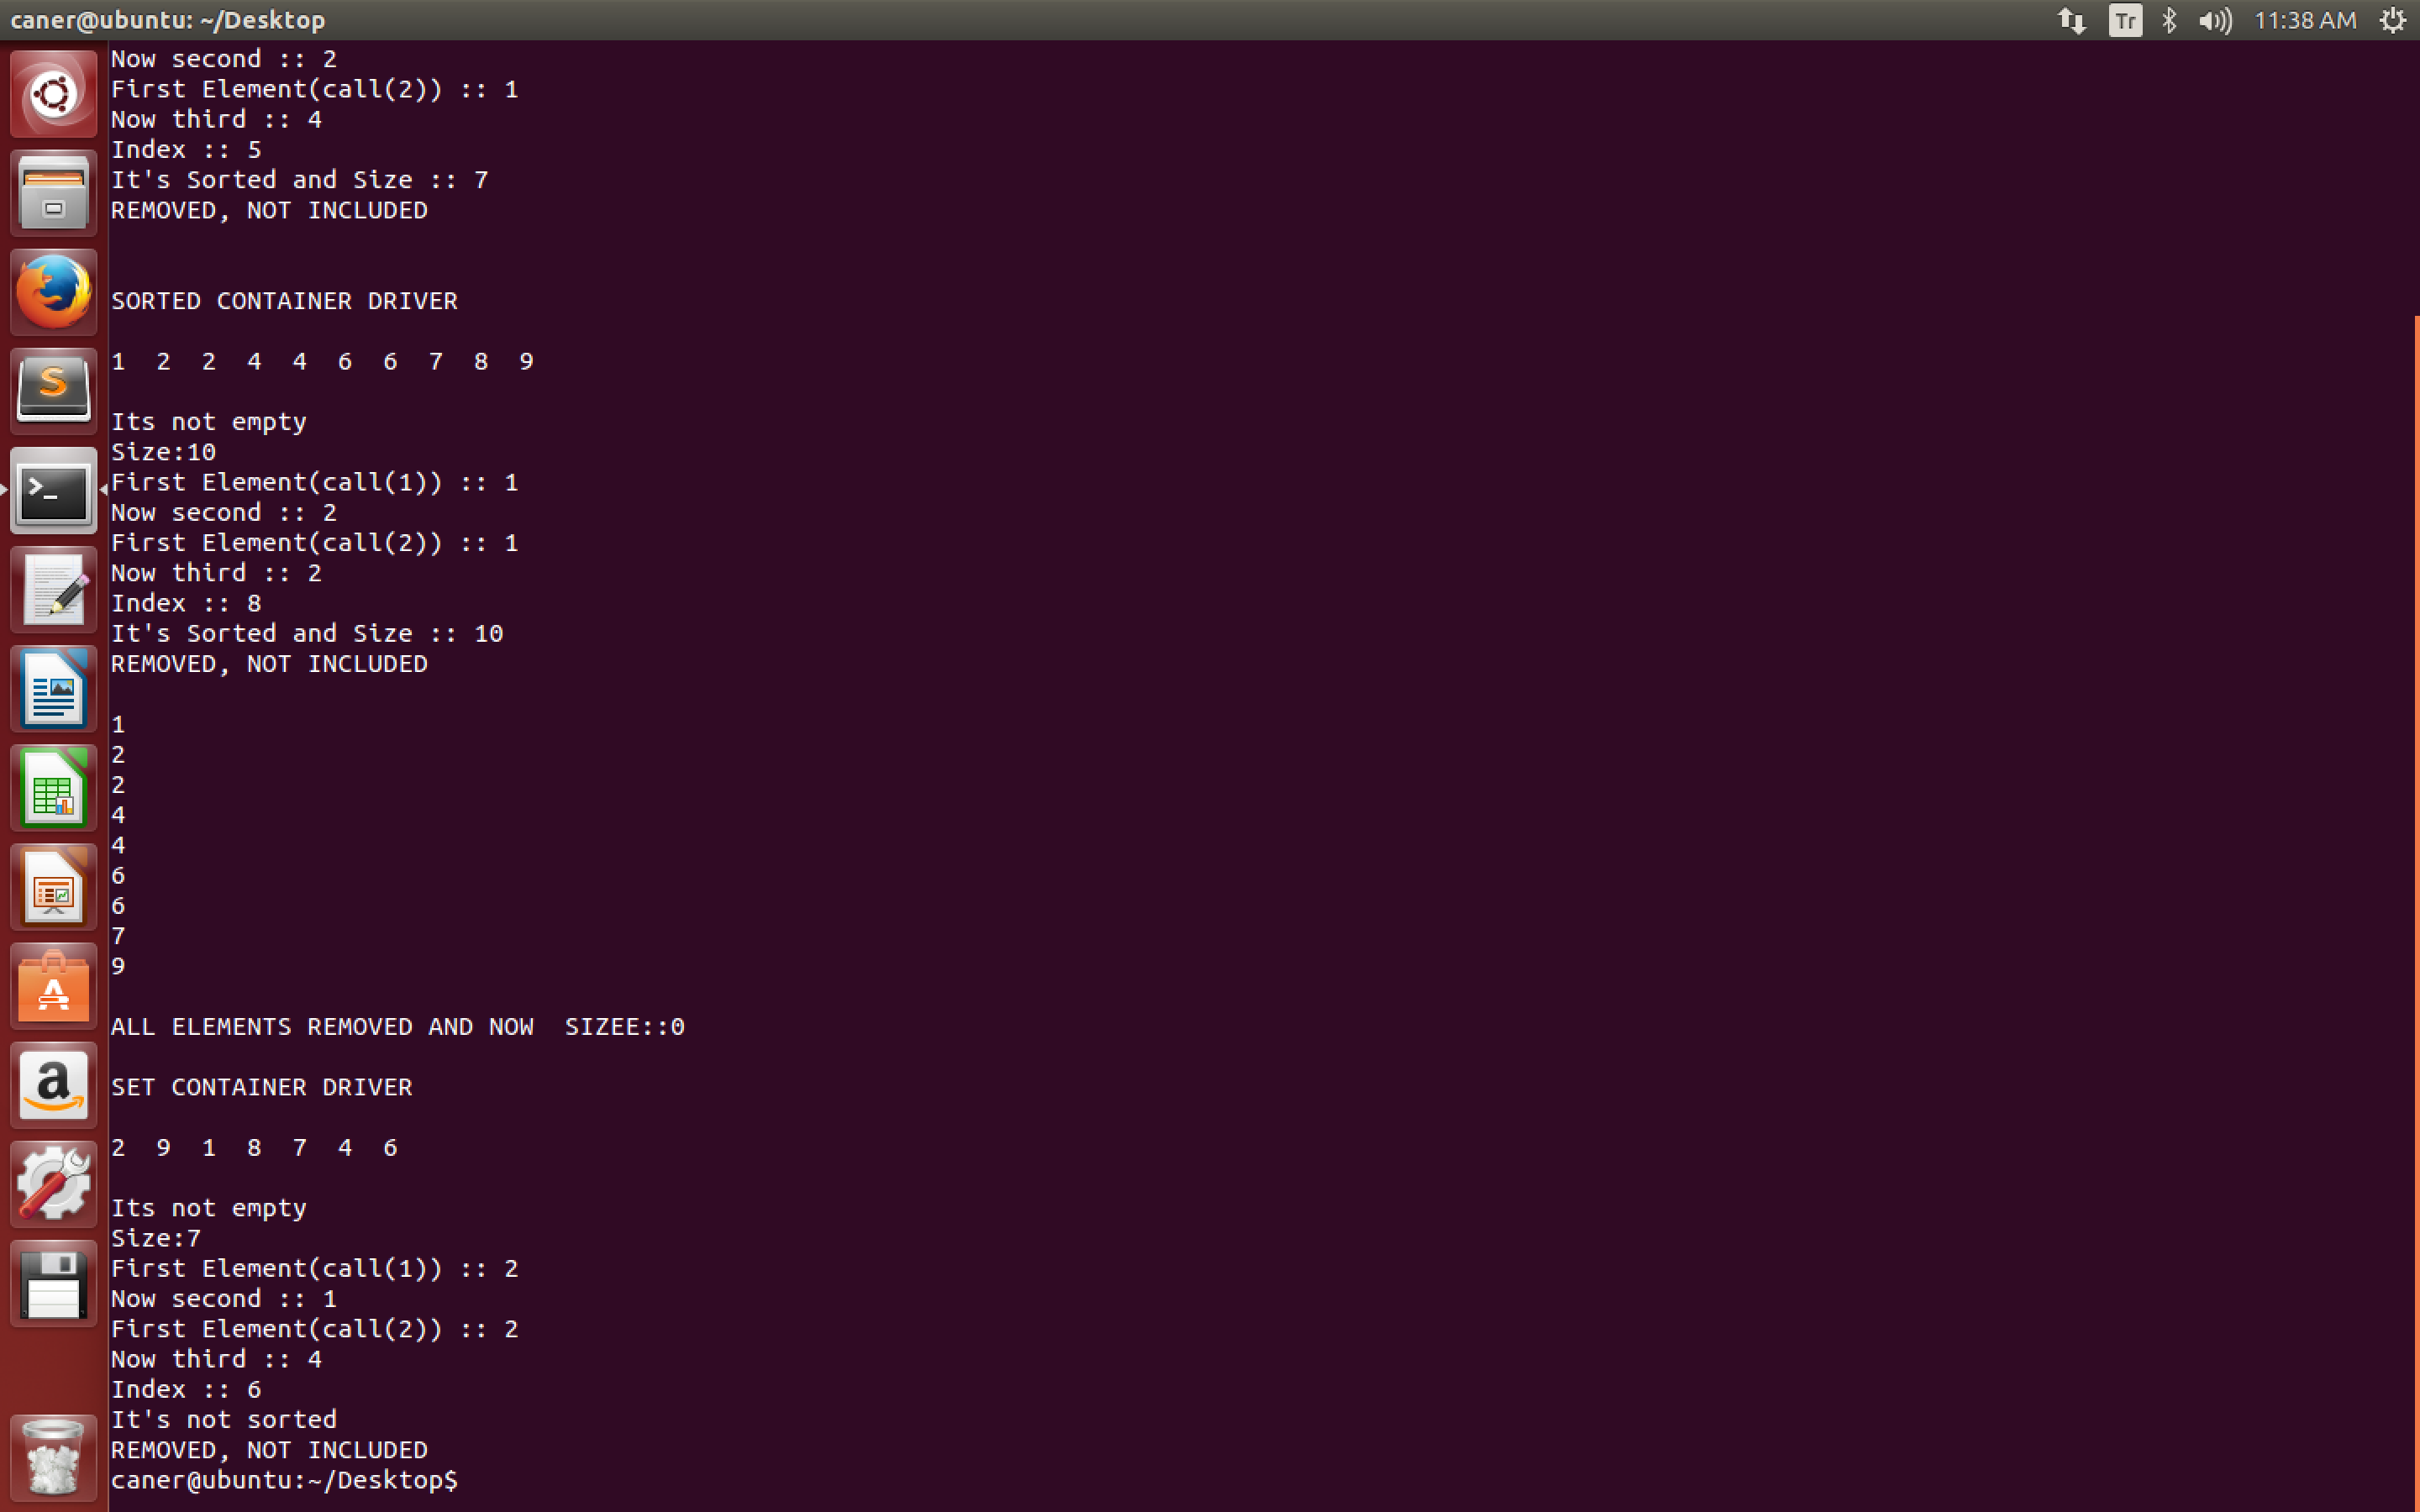 caner@ubuntu: ~/Desktop
Tr
11:38 AM
Now second :: 2
First Element(call(2)) :: 1
Now third :: 4
Index :: 5
It's Sorted and Size :: 7
REMOVED, NOT INCLUDED
SORTED CONTAINER DRIVER
1  2  2  4  4  6  6  7  8  9
Its not empty
Size:10
First Element(call(1)) :: 1
Now second :: 2
First Element(call(2)) :: 1
Now third :: 2
Index :: 8
It's Sorted and Size :: 10
REMOVED, NOT INCLUDED
1
2
2
4
4
6
6
7
9
ALL ELEMENTS REMOVED AND NOW  SIZEE::0
SET CONTAINER DRIVER
2  9  1  8  7  4  6
Its not empty
Size:7
First Element(call(1)) :: 2
Now second :: 1
First Element(call(2)) :: 2
Now third :: 4
Index :: 6
It's not sorted
REMOVED, NOT INCLUDED
caner@ubuntu:~/Desktop$